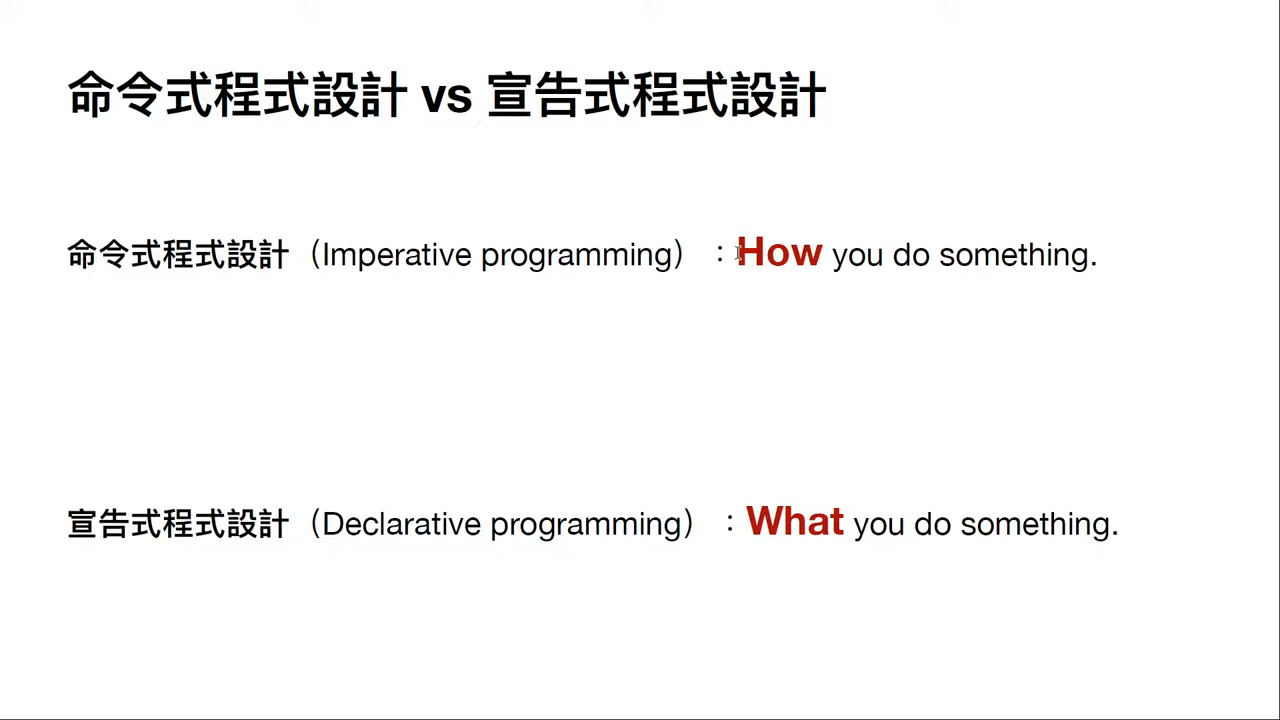 命令式程式設計 vs 宣告式程式設計
命令式程式設計（Imperative programming）：How you do something.
宣告式程式設計（Declarative programming）：What you do something.